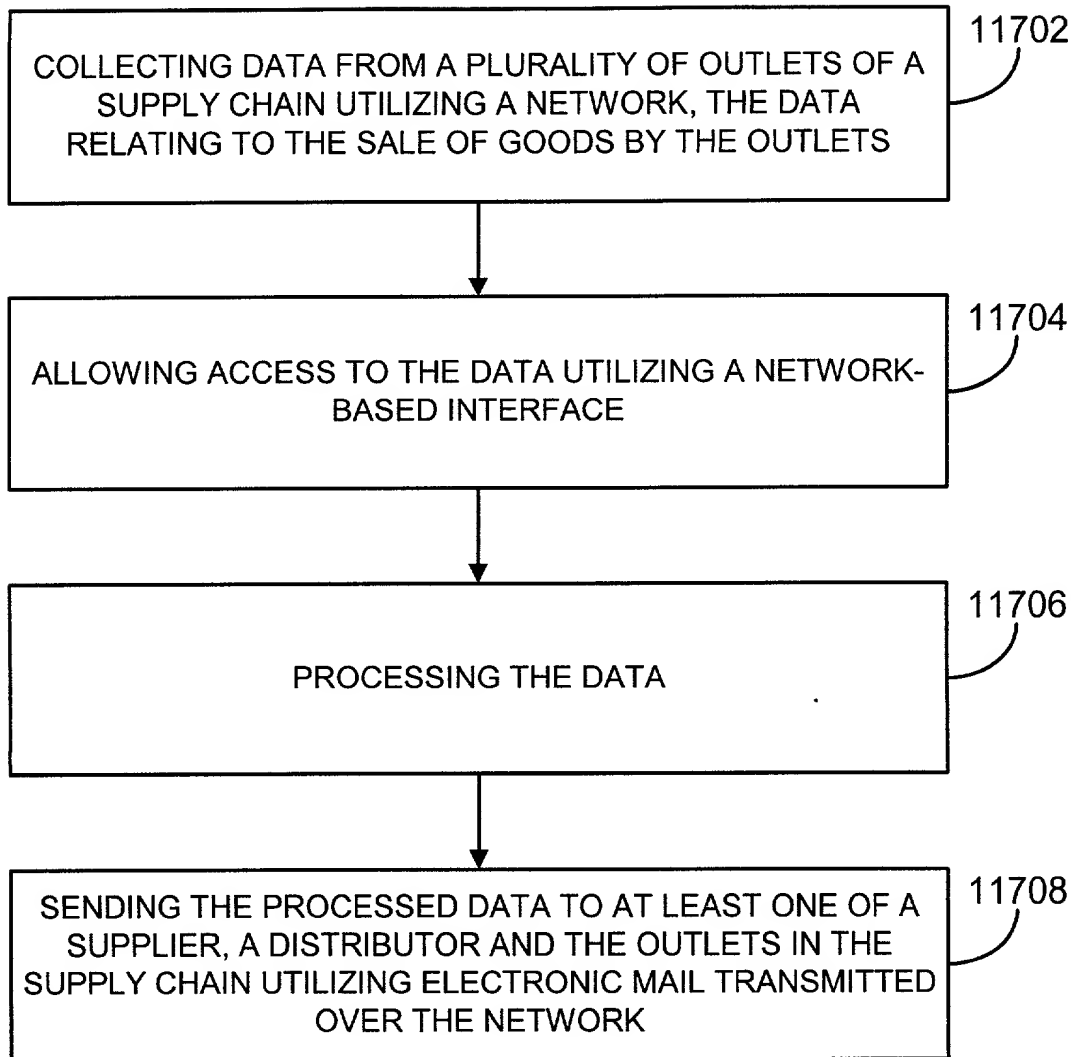 11702
COLLECTING DATA FROM A PLURALITY OF OUTLETS OF A
SUPPLY CHAIN UTILIZING A NETWORK, THE DATA
RELATING TO THE SALE OF GOODS BY THE OUTLETS
11704
ALLOWING ACCESS TO THE DATA UTILIZING A NETWORK-
BASED INTERFACE
11706
PROCESSING THE DATA
11708
SENDING THE PROCESSED DATA TO AT LEAST ONE OF A
SUPPLIER, A DISTRIBUTOR AND THE OUTLETS IN THE
SUPPLY CHAIN UTILIZING ELECTRONIC MAIL TRANSMITTED
OVER THE NETWORK